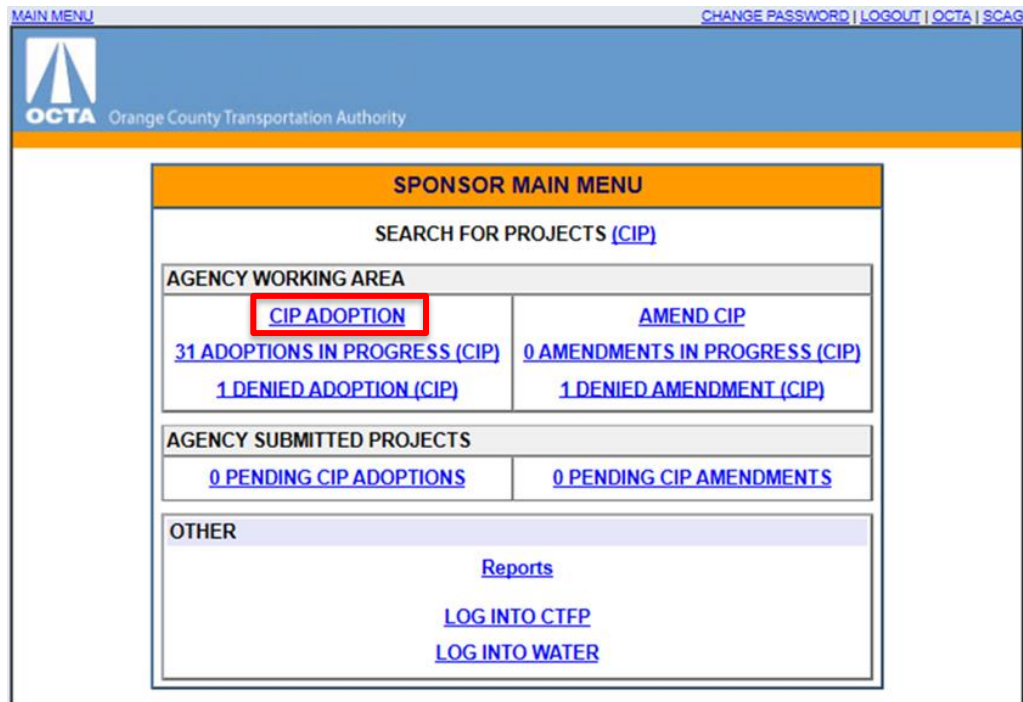 MAIN MENU CHANGE PASSWORD | LOGOUT | OCTA | SCAG
OCTA Orange County Transportation Authority
SPONSOR MAIN MENU
SEARCH FOR PROJECTS (CIP)
AGENCY WORKING AREA
CIP ADOPTION AMEND CIP
31 ADOPTIONS IN PROGRESS (CIP) 0 AMENDMENTS IN PROGRESS (CIP)
1 DENIED ADOPTION (CIP) 1 DENIED AMENDMENT (CIP)
AGENCY SUBMITTED PROJECTS
0 PENDING CIP ADOPTIONS 0 PENDING CIP AMENDMENTS
OTHER
Reports
LOG INTO CTFP
LOG INTO WATER